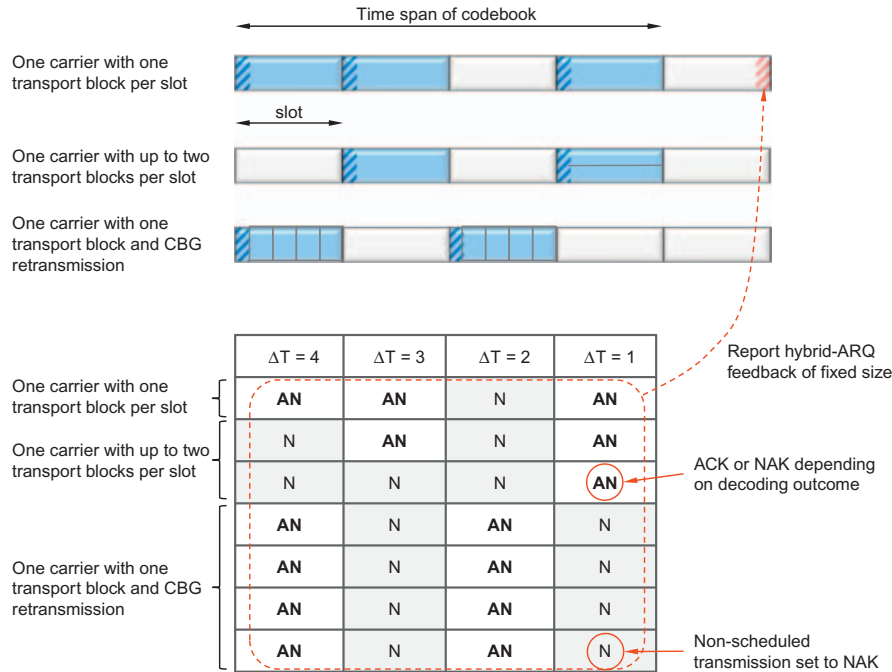 Time span of codebook
One carrier with one
transport block per slot
slot
One carrier with up to two
transport blocks per slot
One carrier with one
transport block and CBG
retransmission
ΔT = 4 ΔT = 3 ΔT = 2 ΔT = 1
Report hybrid-ARQ
feedback of fixed size
One carrier with one
transport block per slot
AN AN N AN
One carrier with up to two
transport blocks per slot
N AN N AN
N N N AN
ACK or NAK depending
on decoding outcome
One carrier with one
transport block and CBG
retransmission
AN N AN N
AN N AN N
AN N AN N
AN N AN N
Non-scheduled
transmission set to NAK